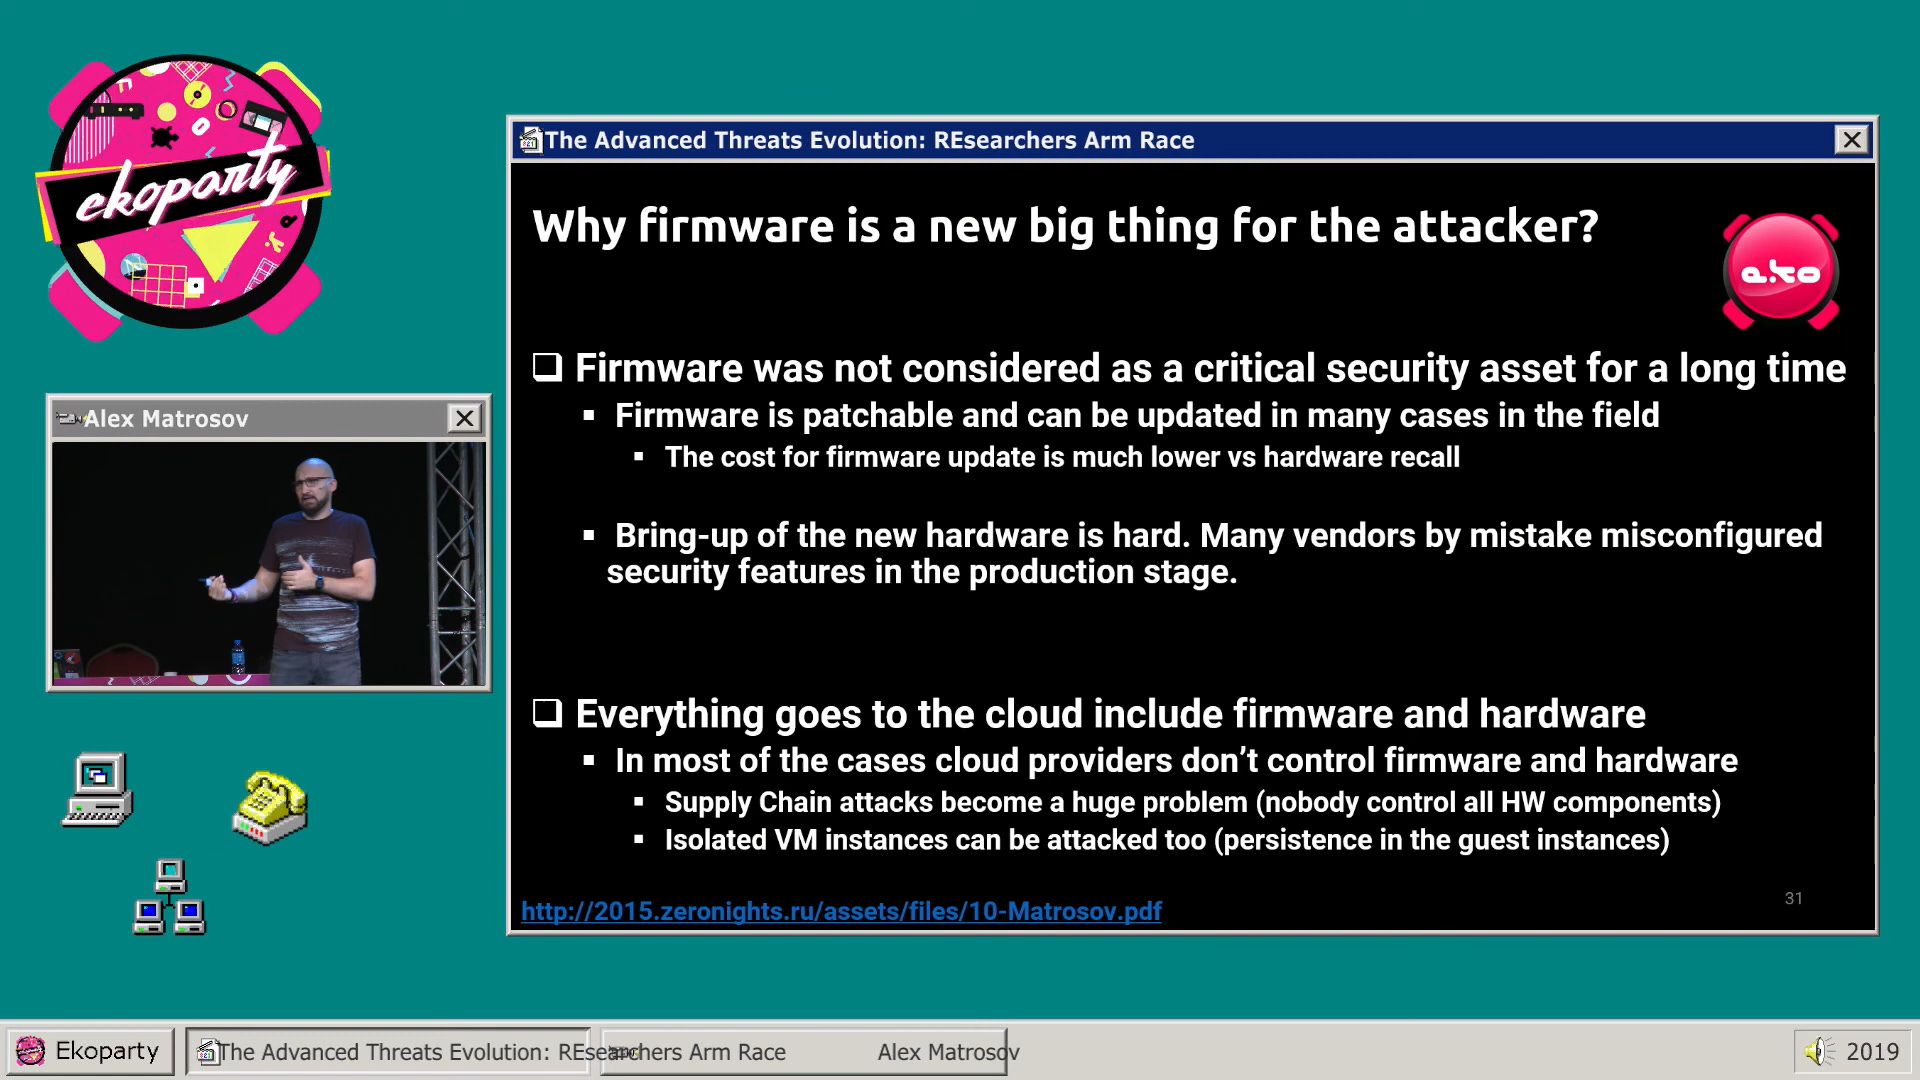 ekoparty
The Advanced Threats Evolution: REsearchers Arm Race
Why firmware is a new big thing for the attacker?
eko
❑ Firmware was not considered as a critical security asset for a long time
▪ Firmware is patchable and can be updated in many cases in the field
▪ The cost for firmware update is much lower vs hardware recall
▪ Bring-up of the new hardware is hard. Many vendors by mistake misconfigured
security features in the production stage.
❑ Everything goes to the cloud include firmware and hardware
▪ In most of the cases cloud providers don’t control firmware and hardware
▪ Supply Chain attacks become a huge problem (nobody control all HW components)
▪ Isolated VM instances can be attacked too (persistence in the guest instances)
31
http://2015.zeronights.ru/assets/files/10-Matrosov.pdf
Alex Matrosov
Ekoparty
The Advanced Threats Evolution: REsearchers Arm Race
Alex Matrosov
2019